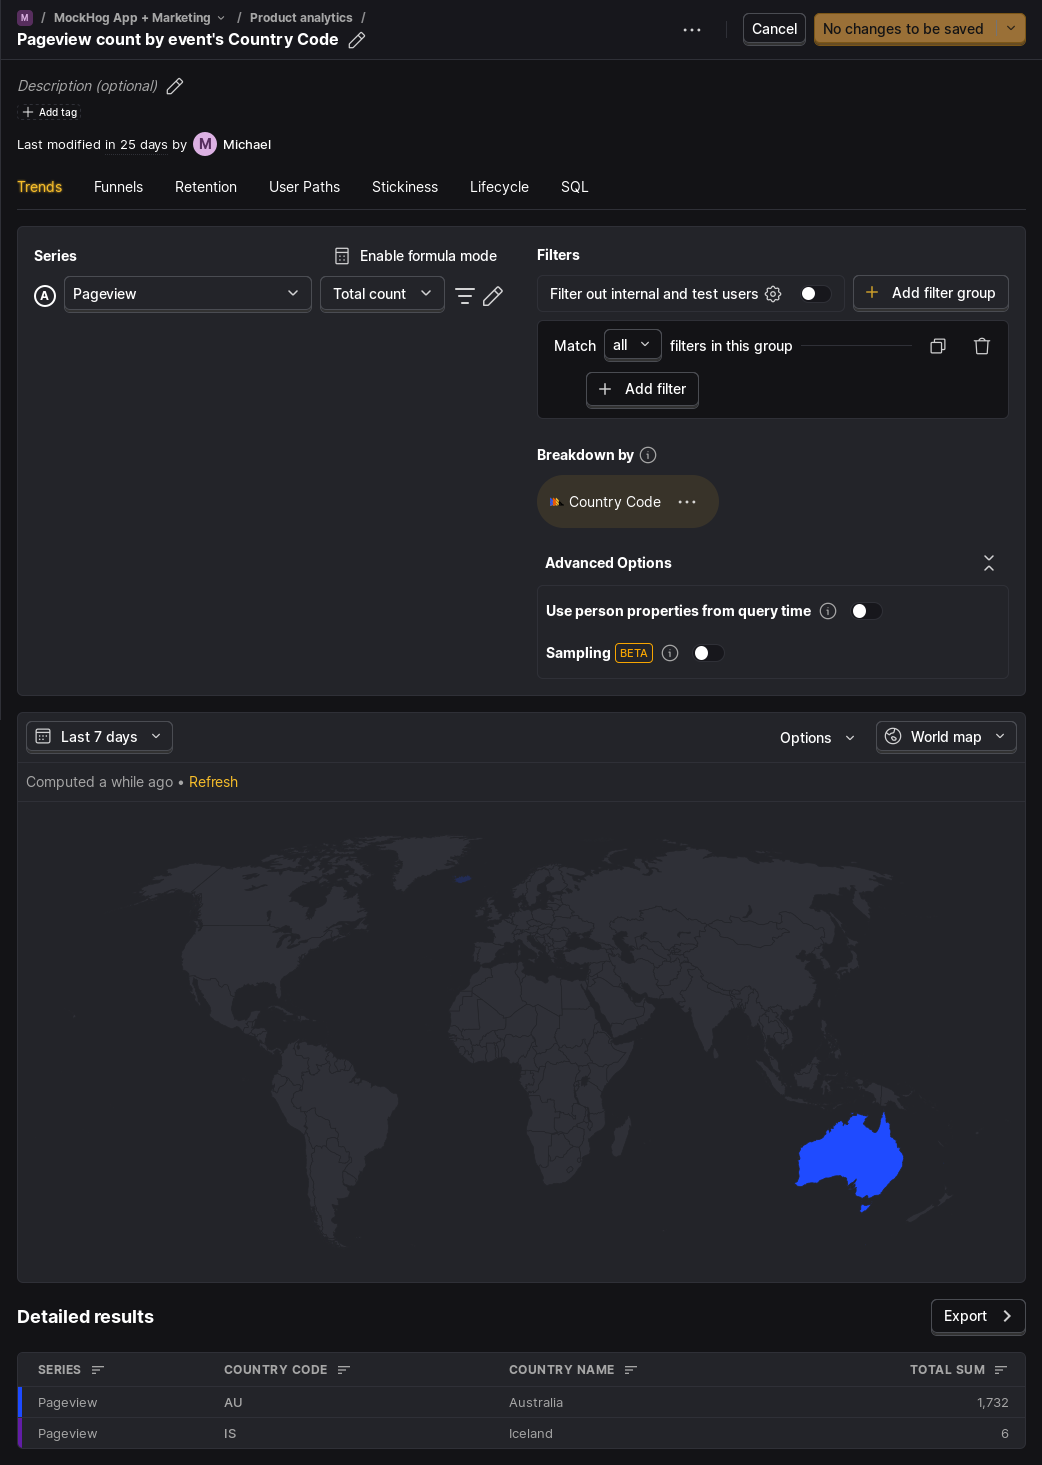 M / MockHog App + Marketing / Product analytics /
Pageview count by event's Country Code
Cancel
No changes to be saved
Description (optional)
Add tag
Last modified in 25 days by M Michael
Trends Funnels Retention User Paths Stickiness Lifecycle SQL
Series
Enable formula mode
A Pageview Total count
Filters
Filter out internal and test users
Add filter group
Match all filters in this group
Add filter
Breakdown by
Country Code
Advanced Options
Use person properties from query time
Sampling BETA
Last 7 days
Options
World map
Computed a while ago • Refresh
Detailed results
Export
SERIES COUNTRY CODE COUNTRY NAME TOTAL SUM
Pageview AU Australia 1,732
Pageview IS Iceland 6